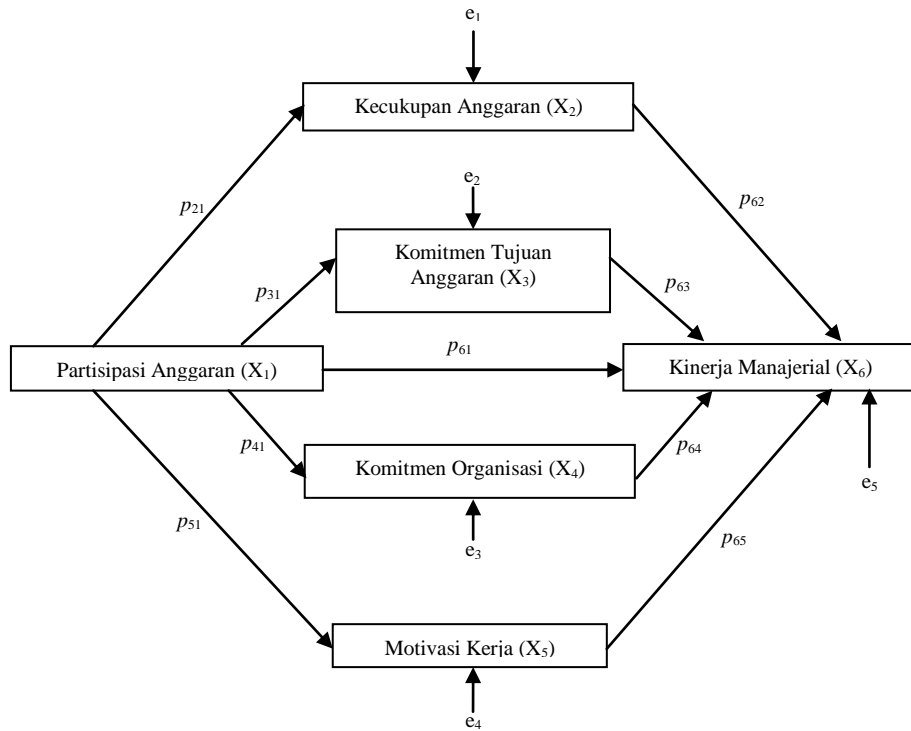 e₁
Kecukupan Anggaran (X₂)
e₂
p₂₁
p₆₂
Komitmen Tujuan
Anggaran (X₃)
p₃₁
p₆₃
p₆₁
Partisipasi Anggaran (X₁)
Kinerja Manajerial (X₆)
p₄₁
Komitmen Organisasi (X₄)
p₆₄
e₅
p₅₁
e₃
p₆₅
Motivasi Kerja (X₅)
e₄